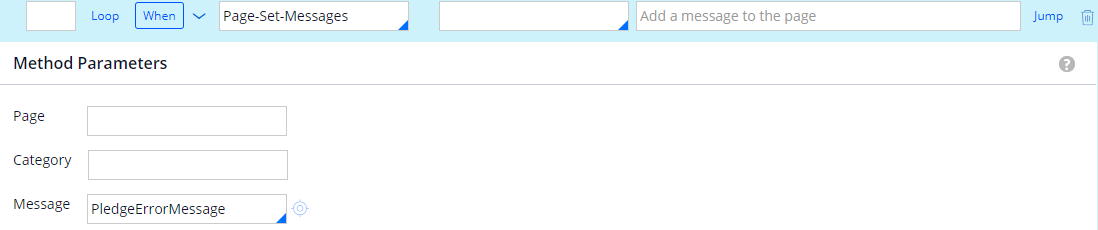 Loop When Page-Set-Messages Add a message to the page Jump
Method Parameters ?
Page
Category
Message PledgeErrorMessage